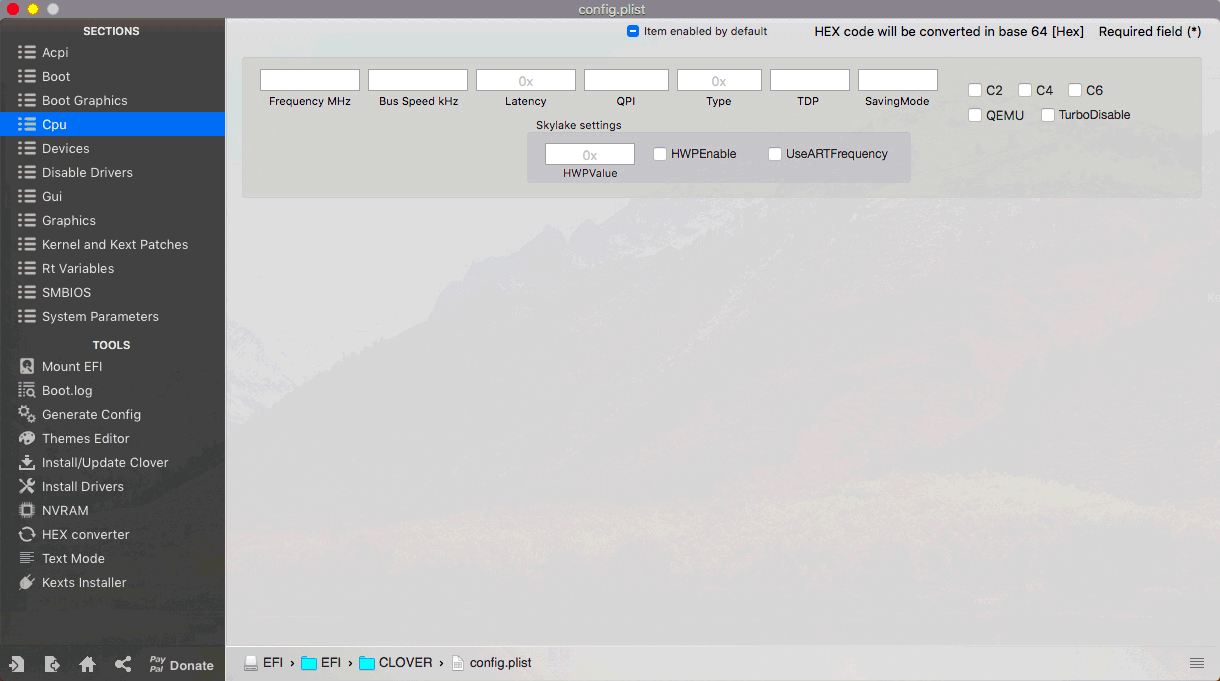 config.plist
SECTIONS
Acpi
Boot
Boot Graphics
Cpu
Devices
Disable Drivers
Gui
Graphics
Kernel and Kext Patches
Rt Variables
SMBIOS
System Parameters
TOOLS
Mount EFI
Boot.log
Generate Config
Themes Editor
Install/Update Clover
Install Drivers
NVRAM
HEX converter
Text Mode
Kexts Installer
Pay
Pal
Donate
Item enabled by default HEX code will be converted in base 64 [Hex] Required field (*)
0x 0x
Frequency MHz Bus Speed kHz Latency QPI Type TDP SavingMode
C2 C4 C6
QEMU TurboDisable
Skylake settings
0x HWPEnable UseARTFrequency
HWPValue
EFI › EFI › CLOVER › config.plist